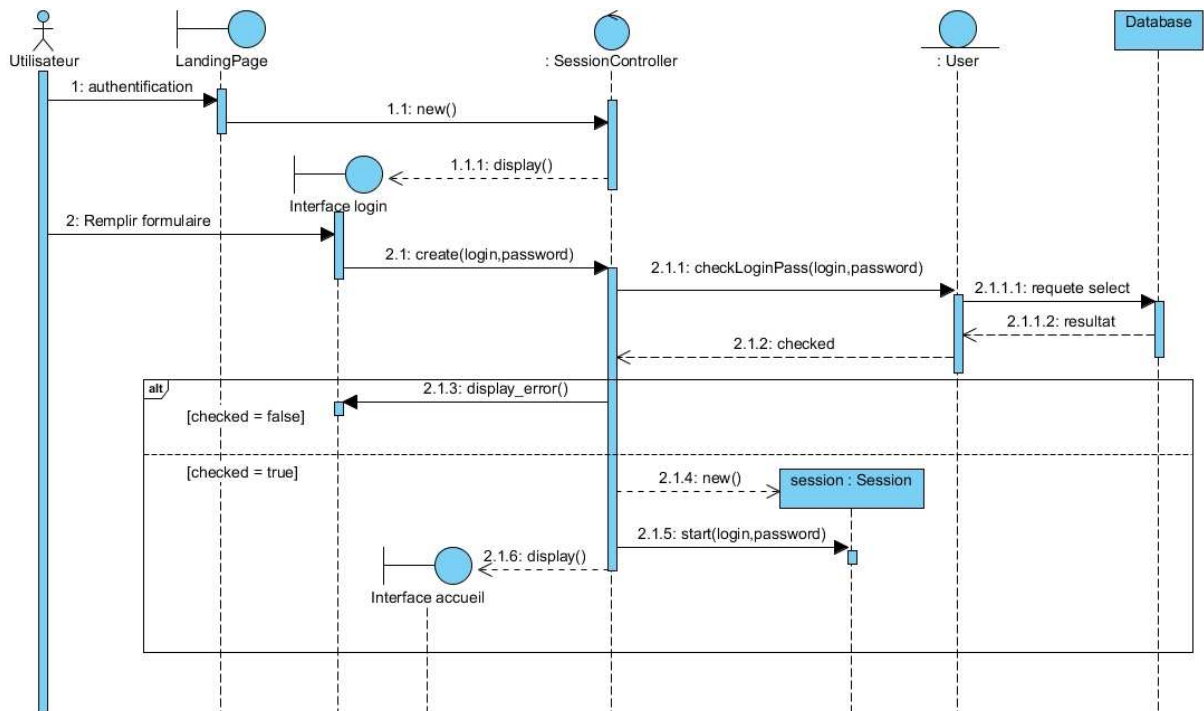 Database
Utilisateur
LandingPage
: SessionController
: User
1: authentification
1.1: new()
1.1.1: display()
Interface login
2: Remplir formulaire
2.1: create(login,password)
2.1.1: checkLoginPass(login,password)
2.1.1.1: requete select
2.1.1.2: resultat
2.1.2: checked
alt
2.1.3: display_error()
[checked = false]
[checked = true]
2.1.4: new()
session : Session
2.1.5: start(login,password)
2.1.6: display()
Interface accueil